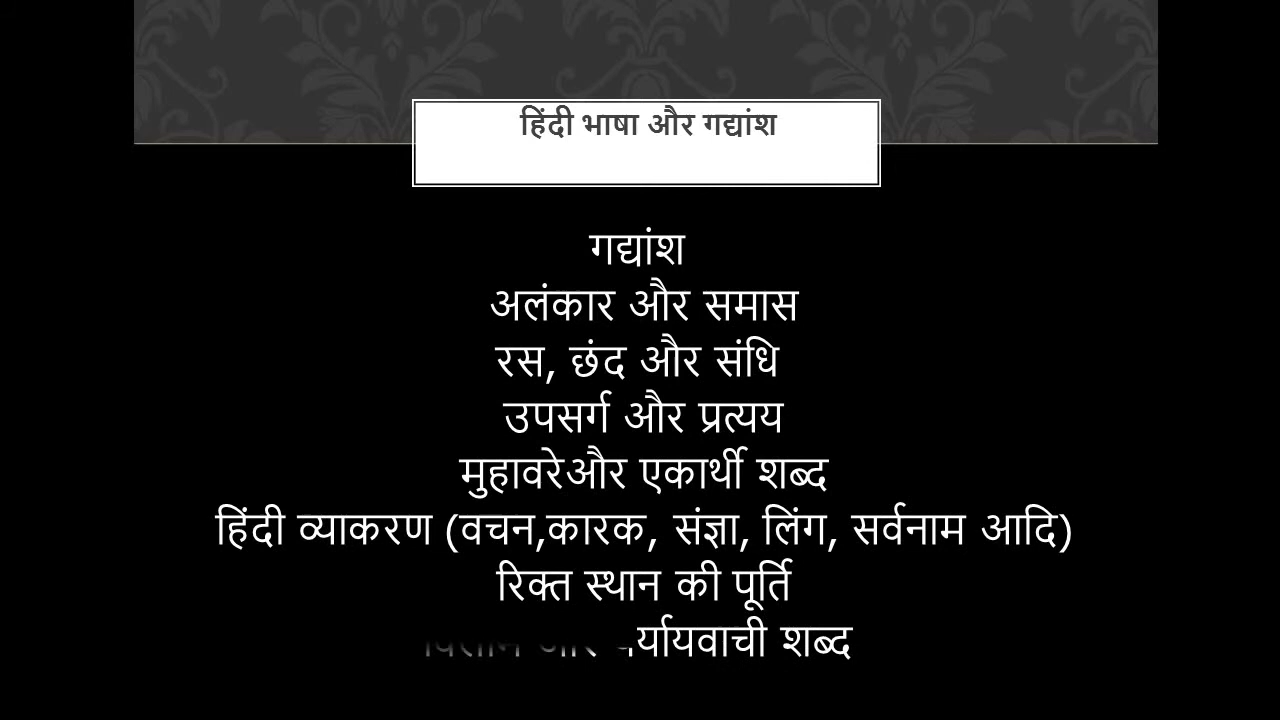 हिंदी भाषा और गद्यांश
गद्यांश
अलंकार और समास
रस, छंद और संधि
उपसर्ग और प्रत्यय
मुहावरेऔर एकार्थी शब्द
हिंदी व्याकरण (वचन,कारक, संज्ञा, लिंग, सर्वनाम आदि)
रिक्त स्थान की पूर्ति
शब्द